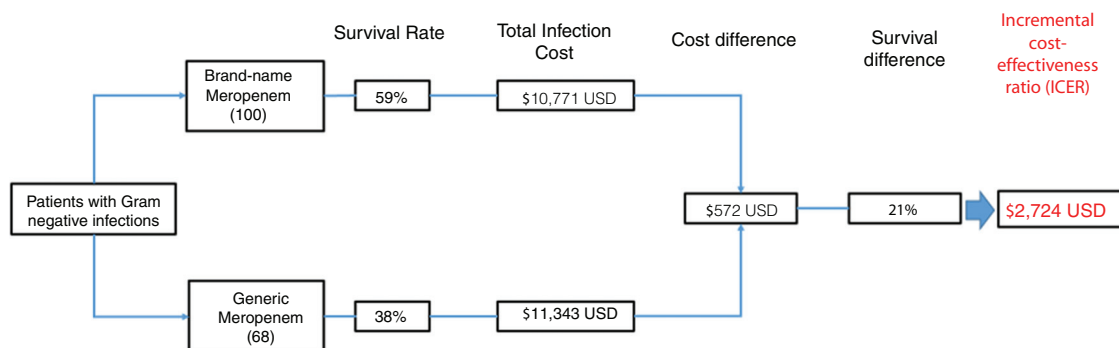 Survival Rate
Total Infection
Cost
Cost difference
Survival
difference
Incremental
cost-
effectiveness
ratio (ICER)
Brand-name
Meropenem
(100)
59%
$10,771 USD
Patients with Gram
negative infections
$572 USD
21%
$2,724 USD
Generic
Meropenem
(68)
38%
$11,343 USD